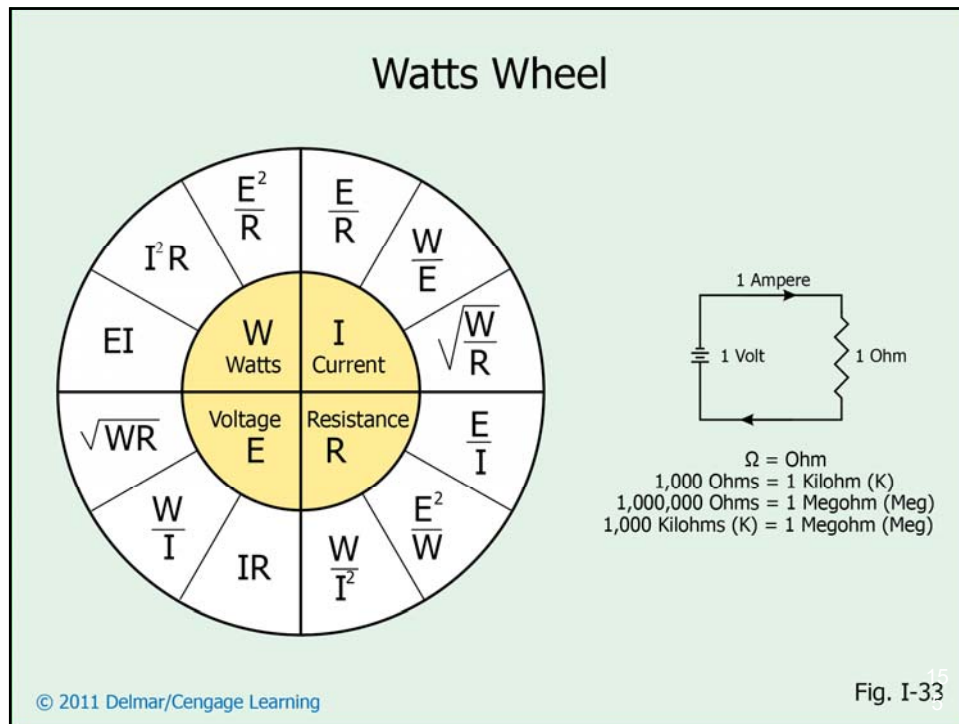 Watts Wheel
E²/R
E/R
I²R
W/E
EI
√(W/R)
W
Watts
I
Current
Voltage
E
Resistance
R
√WR
E/I
W/I
E²/W
IR
W/I²
1 Ampere
1 Volt
1 Ohm
Ω = Ohm
1,000 Ohms = 1 Kilohm (K)
1,000,000 Ohms = 1 Megohm (Meg)
1,000 Kilohms (K) = 1 Megohm (Meg)
© 2011 Delmar/Cengage Learning
Fig. I-33
15